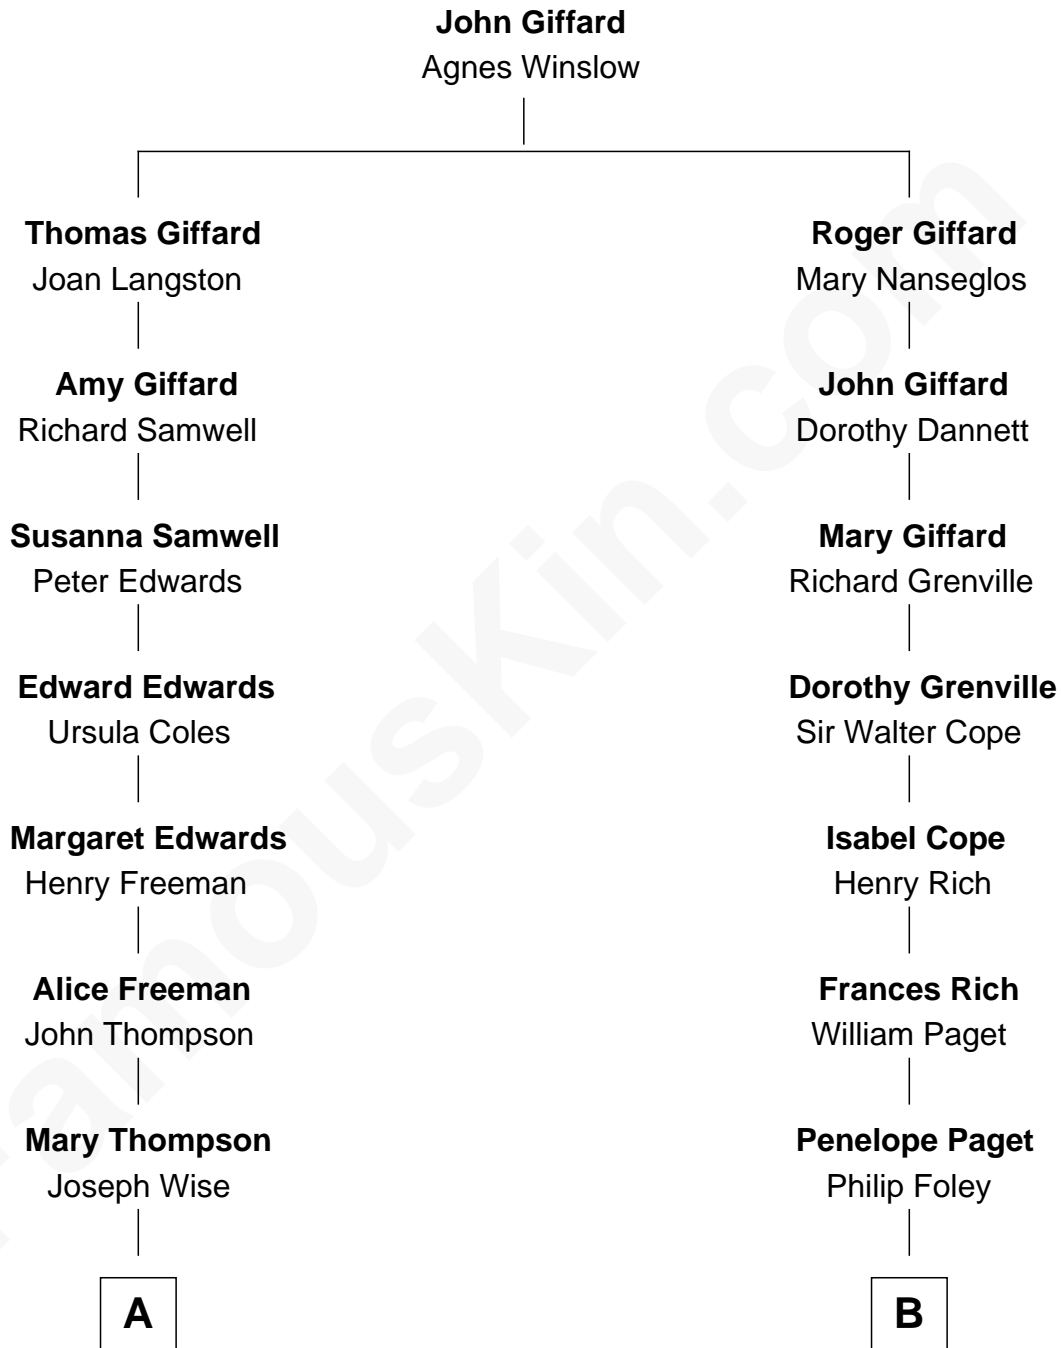 John Giffard
Agnes Winslow
Thomas Giffard
Joan Langston
Roger Giffard
Mary Nanseglos
Amy Giffard
Richard Samwell
John Giffard
Dorothy Dannett
Susanna Samwell
Peter Edwards
Mary Giffard
Richard Grenville
Edward Edwards
Ursula Coles
Dorothy Grenville
Sir Walter Cope
Margaret Edwards
Henry Freeman
Isabel Cope
Henry Rich
Alice Freeman
John Thompson
Frances Rich
William Paget
Mary Thompson
Joseph Wise
Penelope Paget
Philip Foley
A
B
FamousKin.com